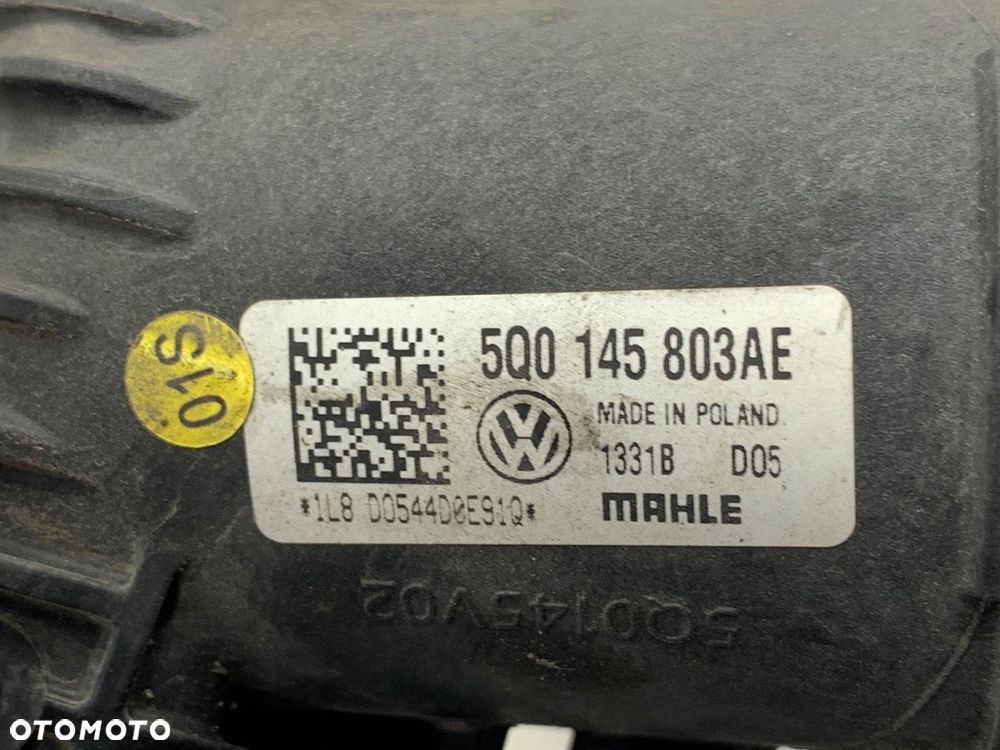 01S
5Q0 145 803AE
MADE IN POLAND
1331B D05
*1L8 D0544D0E91Q*
MAHLE
5Q0145V02
OTOMOTO